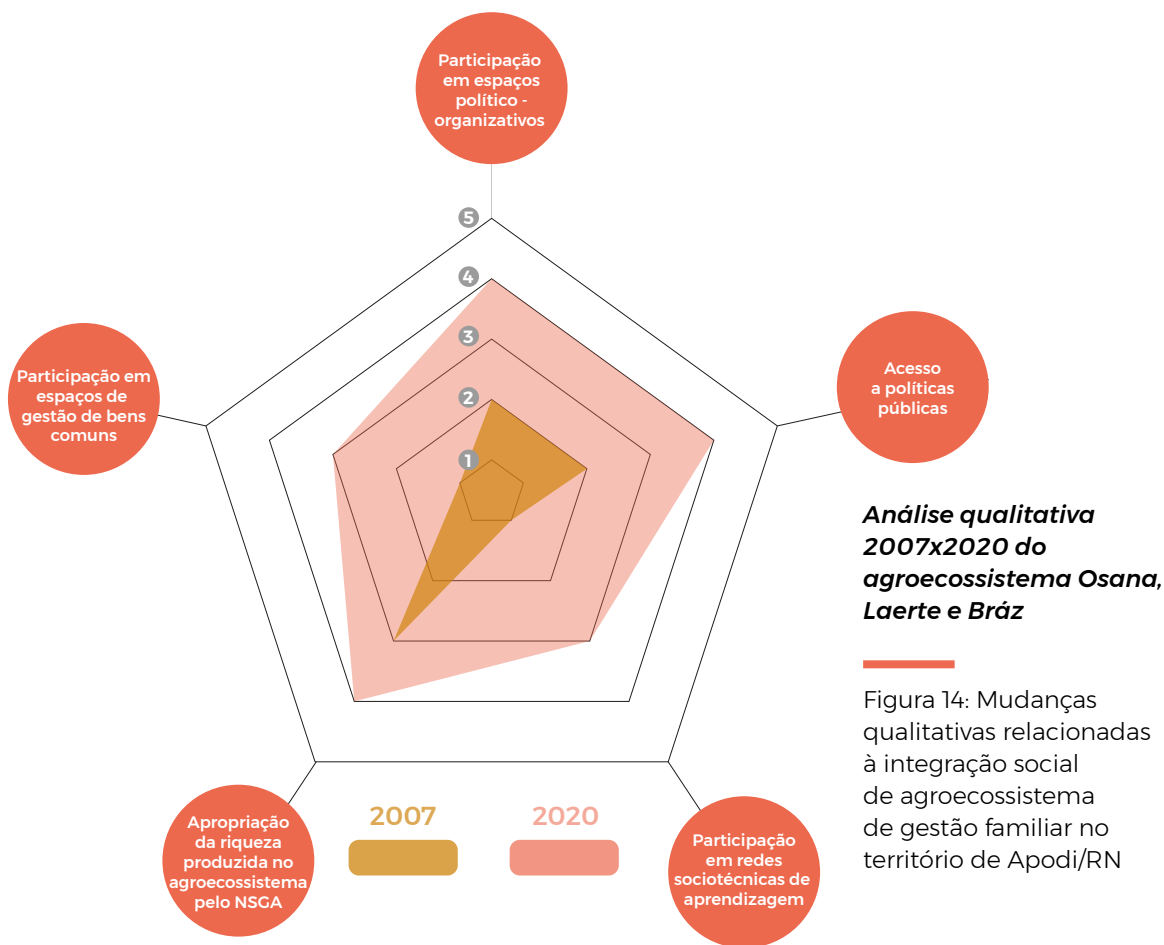 Participação
em espaços
político -
organizativos
5
4
3
2
1
Participação em
espaços de
gestão de bens
comuns
Acesso
a políticas
públicas
Análise qualitativa
2007x2020 do
agroecossistema Osana,
Laerte e Bráz
Figura 14: Mudanças
qualitativas relacionadas
à integração social
de agroecossistema
de gestão familiar no
território de Apodi/RN
Apropriação
da riqueza
produzida no
agroecossistema
pelo NSGA
2007
2020
Participação
em redes
sociotécnicas de
aprendizagem